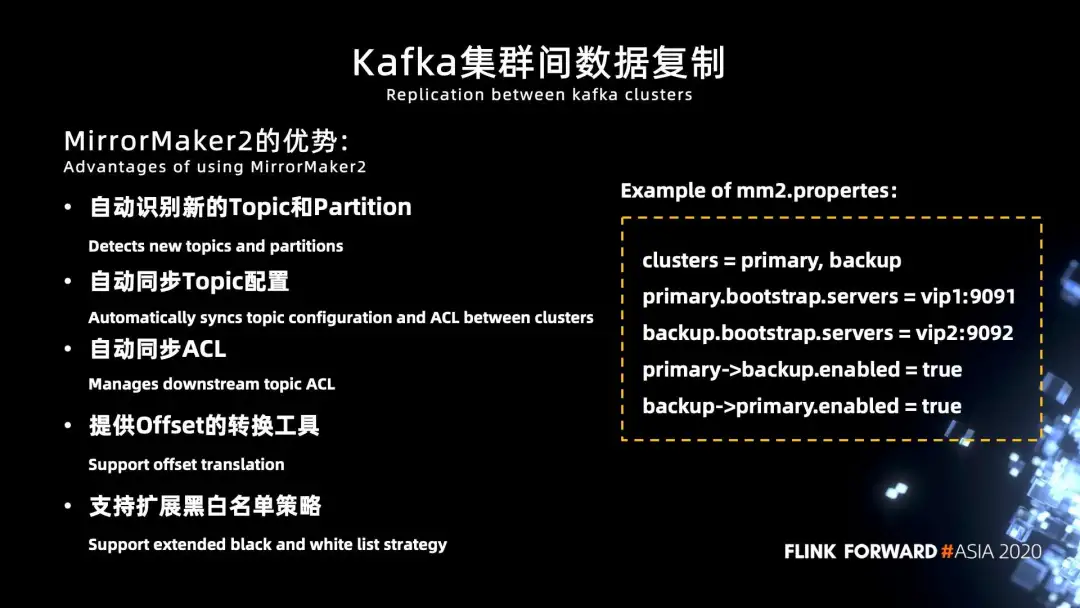 Kafka集群间数据复制
Replication between kafka clusters
MirrorMaker2的优势：
Advantages of using MirrorMaker2
• 自动识别新的Topic和Partition
Detects new topics and partitions
• 自动同步Topic配置
Automatically syncs topic configuration and ACL between clusters
• 自动同步ACL
Manages downstream topic ACL
• 提供Offset的转换工具
Support offset translation
• 支持扩展黑白名单策略
Support extended black and white list strategy
Example of mm2.propertes：
clusters = primary, backup
primary.bootstrap.servers = vip1:9091
backup.bootstrap.servers = vip2:9092
primary->backup.enabled = true
backup->primary.enabled = true
FLINK FORWARD #ASIA 2020